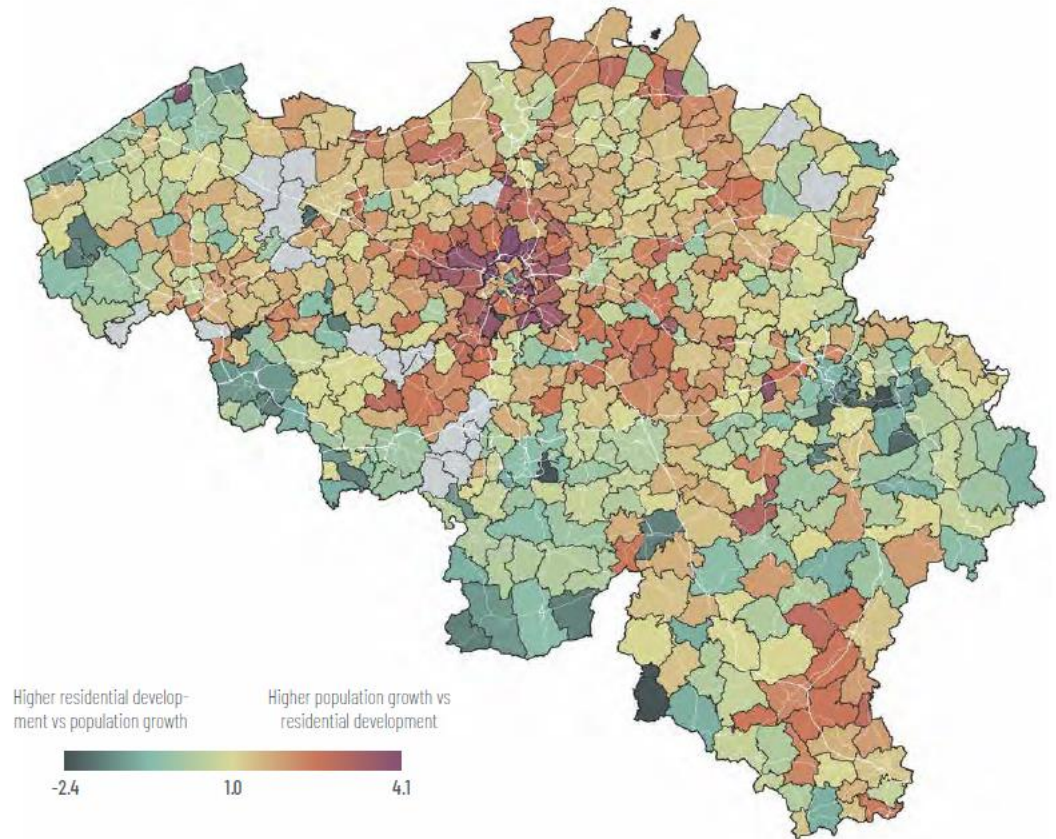 Higher residential develop-
ment vs population growth
Higher population growth vs
residential development
-2.4
1.0
4.1